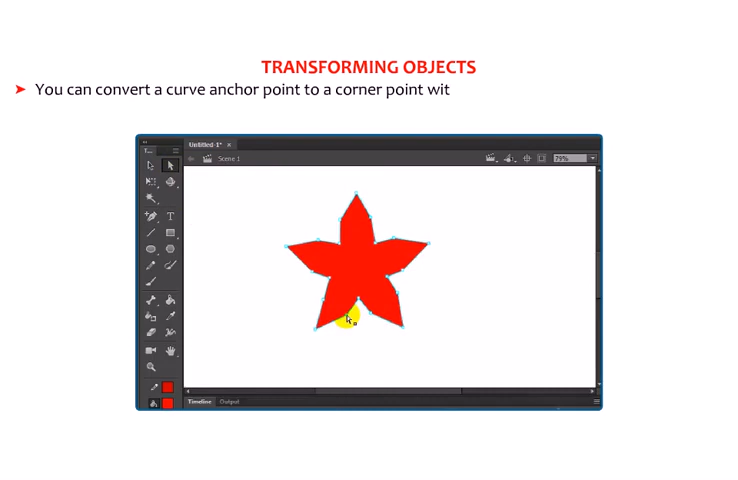 TRANSFORMING OBJECTS
You can convert a curve anchor point to a corner point wit
Untitled-1* ×
Scene 1
79%
T
Timeline Output